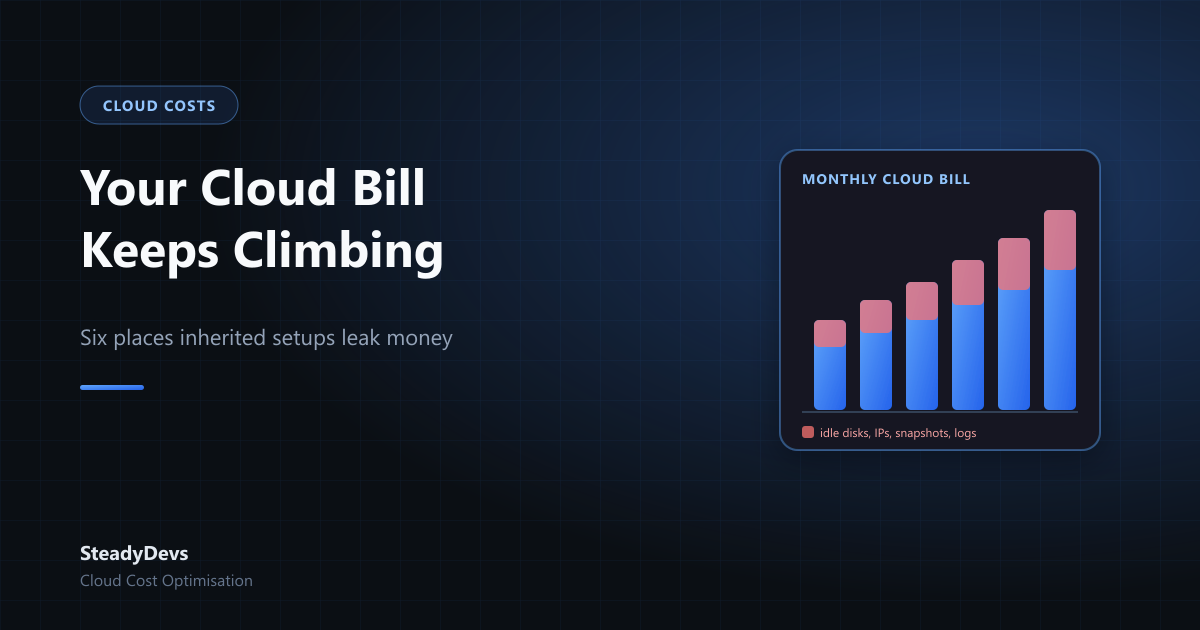 CLOUD COSTS
Your Cloud Bill
Keeps Climbing
Six places inherited setups leak money
MONTHLY CLOUD BILL
idle disks, IPs, snapshots, logs
SteadyDevs
Cloud Cost Optimisation